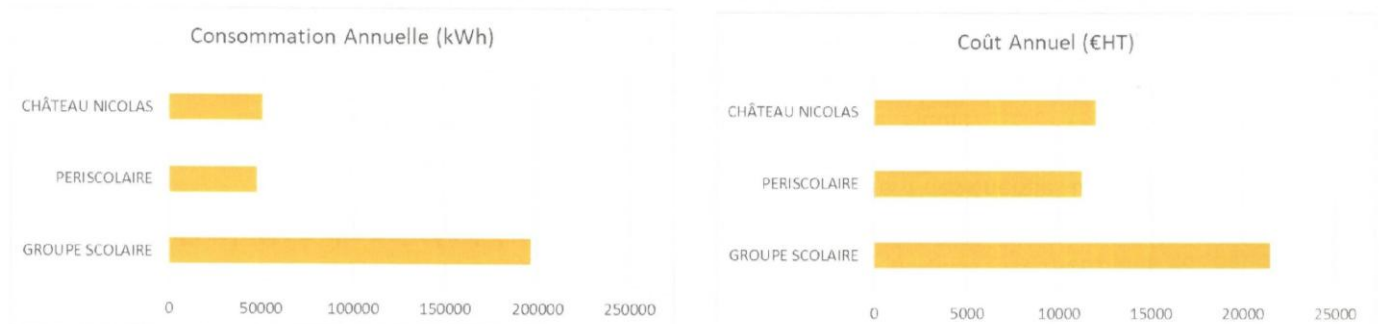 Consommation Annuelle (kWh)
CHÂTEAU NICOLAS
PERISCOLAIRE
GROUPE SCOLAIRE
0 50000 100000 150000 200000 250000
Coût Annuel (€HT)
CHÂTEAU NICOLAS
PERISCOLAIRE
GROUPE SCOLAIRE
0 5000 10000 15000 20000 25000